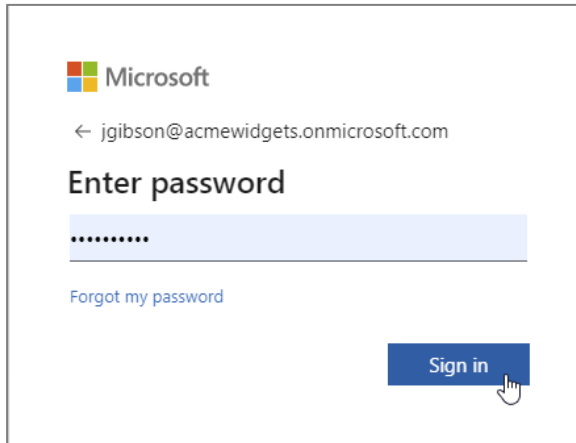 Microsoft
← jgibson@acmewidgets.onmicrosoft.com
Enter password
••••••••••
Forgot my password
Sign in